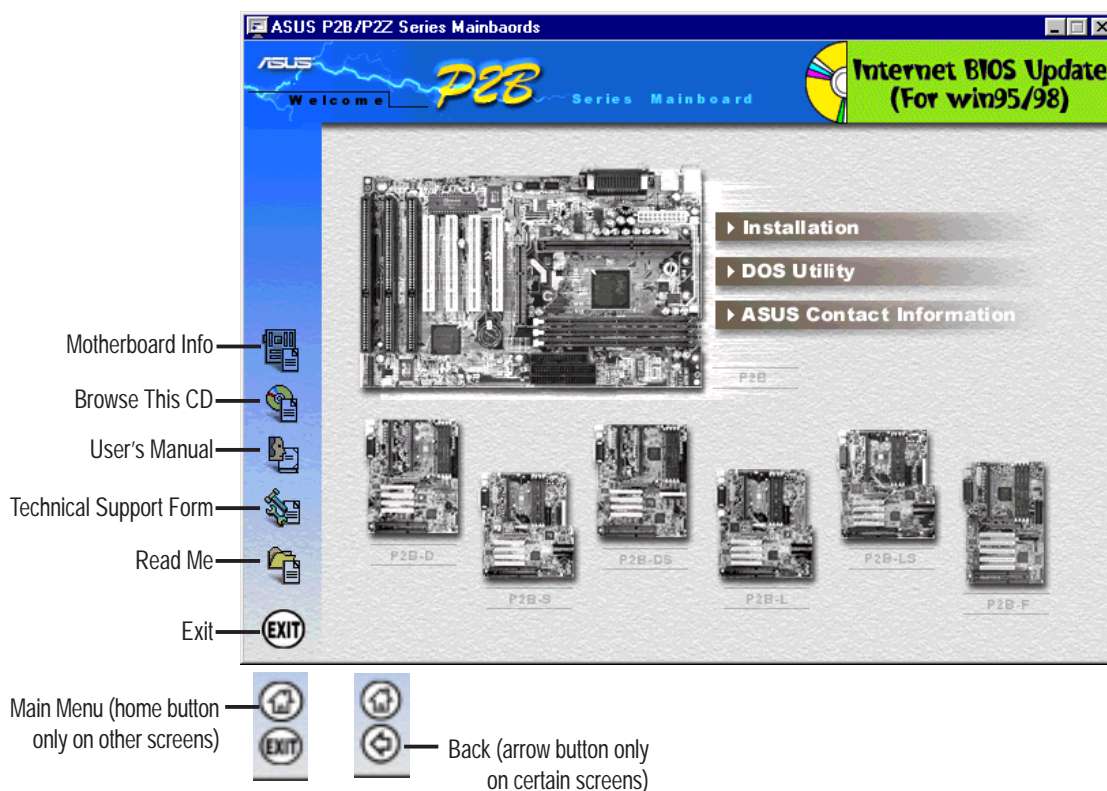 ASUS P2B/P2Z Series Mainbaords
ASUS
Welcome
P2B
Series Mainboard
Internet BIOS Update
(For win95/98)
Installation
DOS Utility
ASUS Contact Information
P2B
Motherboard Info
Browse This CD
User's Manual
Technical Support Form
Read Me
Exit
EXIT
P2B-D
P2B-S
P2B-DS
P2B-L
P2B-LS
P2B-F
Main Menu (home button
only on other screens)
EXIT
Back (arrow button only
on certain screens)